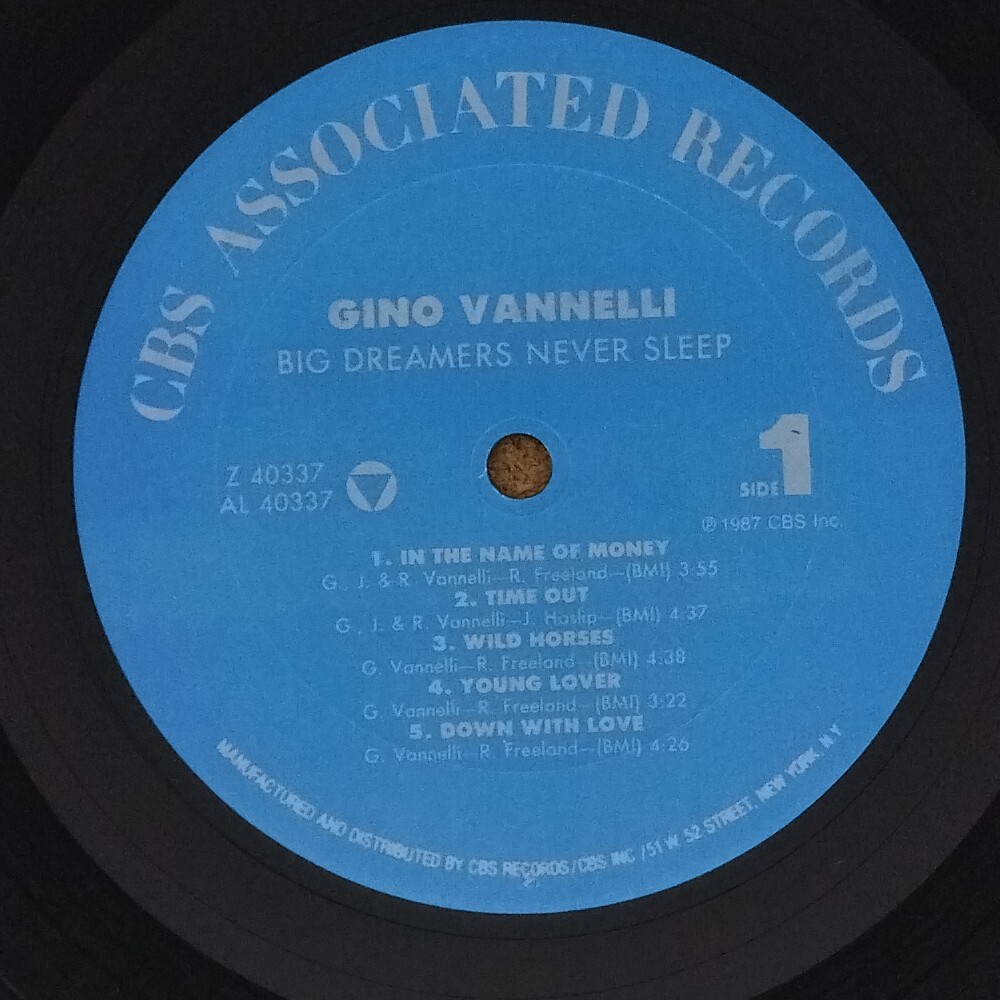 CBS ASSOCIATED RECORDS
GINO VANNELLI
BIG DREAMERS NEVER SLEEP
Z 40337
AL 40337
SIDE 1
℗ 1987 CBS Inc.
1. IN THE NAME OF MONEY
G., J. & R. Vannelli—R. Freeland—(BMI) 3:55
2. TIME OUT
G., J. & R. Vannelli—J. Haslip—(BMI) 4:37
3. WILD HORSES
G. Vannelli—R. Freeland—(BMI) 4:38
4. YOUNG LOVER
G. Vannelli—R. Freeland—(BMI) 3:22
5. DOWN WITH LOVE
G. Vannelli—R. Freeland—(BMI) 4:26
MANUFACTURED AND DISTRIBUTED BY CBS RECORDS/CBS INC /51 W. 52 STREET, NEW YORK, N.Y.